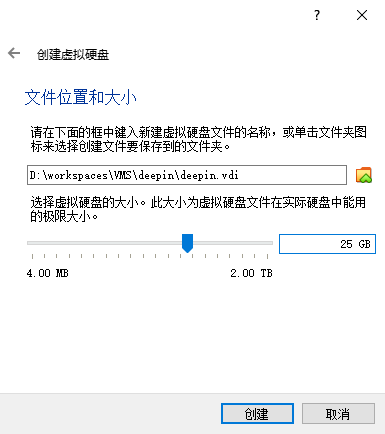 ?
创建虚拟硬盘
文件位置和大小
请在下面的框中键入新建虚拟硬盘文件的名称，或单击文件夹图
标来选择创建文件要保存到的文件夹。
D:\workspaces\VMS\deepin\deepin.vdi
选择虚拟硬盘的大小。此大小为虚拟硬盘文件在实际硬盘中能用
的极限大小。
25 GB
4.00 MB 2.00 TB
创建 取消